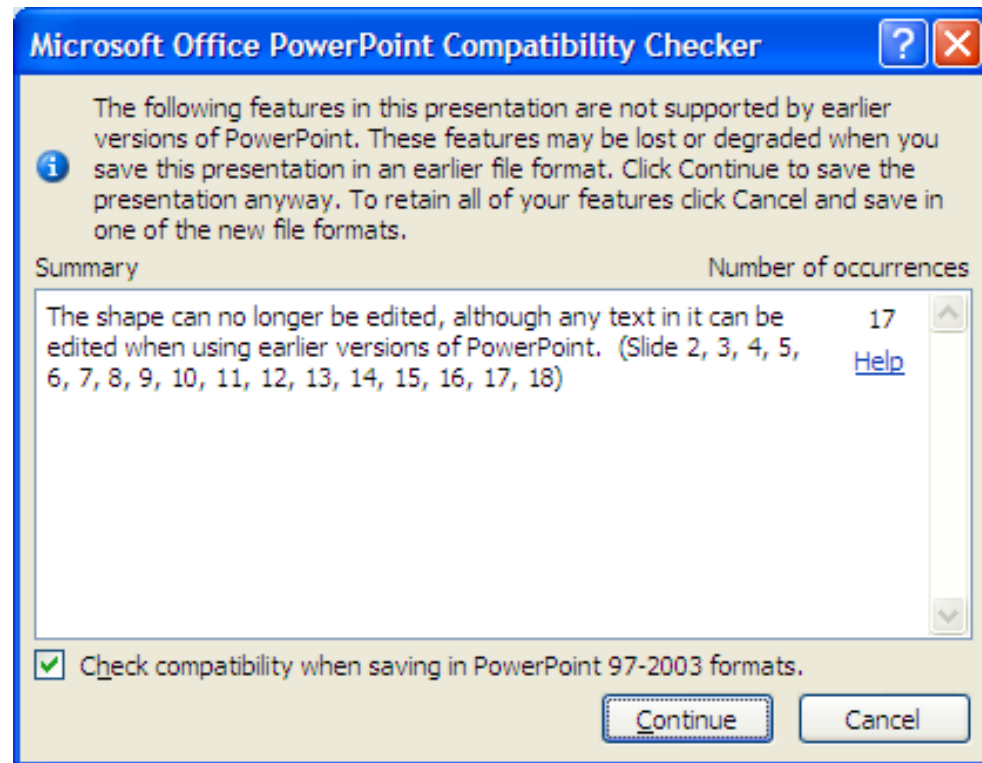 Microsoft Office PowerPoint Compatibility Checker
The following features in this presentation are not supported by earlier
versions of PowerPoint. These features may be lost or degraded when you
save this presentation in an earlier file format. Click Continue to save the
presentation anyway. To retain all of your features click Cancel and save in
one of the new file formats.
Summary Number of occurrences
The shape can no longer be edited, although any text in it can be 17
edited when using earlier versions of PowerPoint. (Slide 2, 3, 4, 5,
Help
6, 7, 8, 9, 10, 11, 12, 13, 14, 15, 16, 17, 18)
Check compatibility when saving in PowerPoint 97-2003 formats.
Continue Cancel